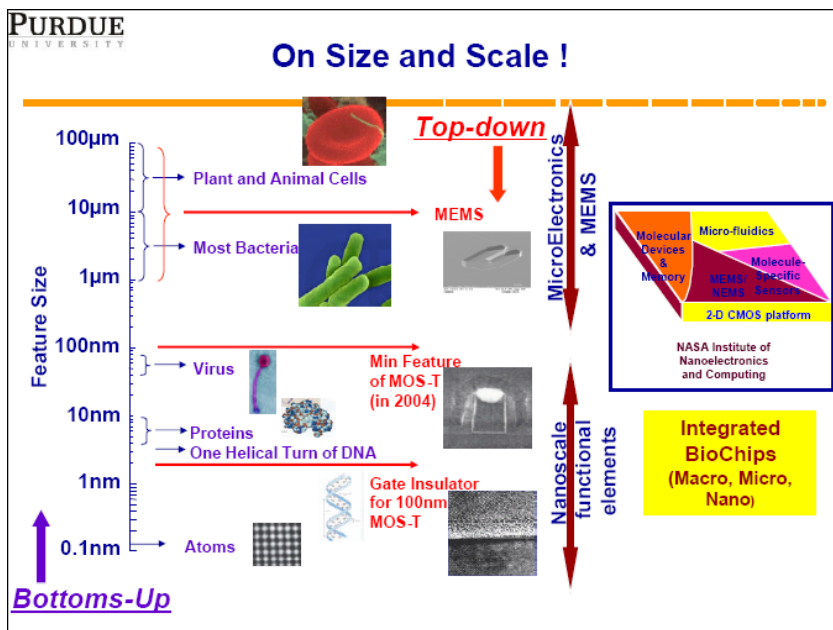 PURDUE
UNIVERSITY
On Size and Scale !
100µm
10µm
1µm
100nm
10nm
1nm
0.1nm
Feature Size
Plant and Animal Cells
Most Bacteria
Virus
Proteins
One Helical Turn of DNA
Atoms
Bottoms-Up
Top-down
MEMS
Min Feature
of MOS-T
(in 2004)
Gate Insulator
for 100nm
MOS-T
MicroElectronics
& MEMS
Nanoscale
functional
elements
Molecular
Devices
&
Memory
Micro-fluidics
Molecule-
Specific
Sensors
MEMS/
NEMS
2-D CMOS platform
NASA Institute of
Nanoelectronics
and Computing
Integrated
BioChips
(Macro, Micro,
Nano)